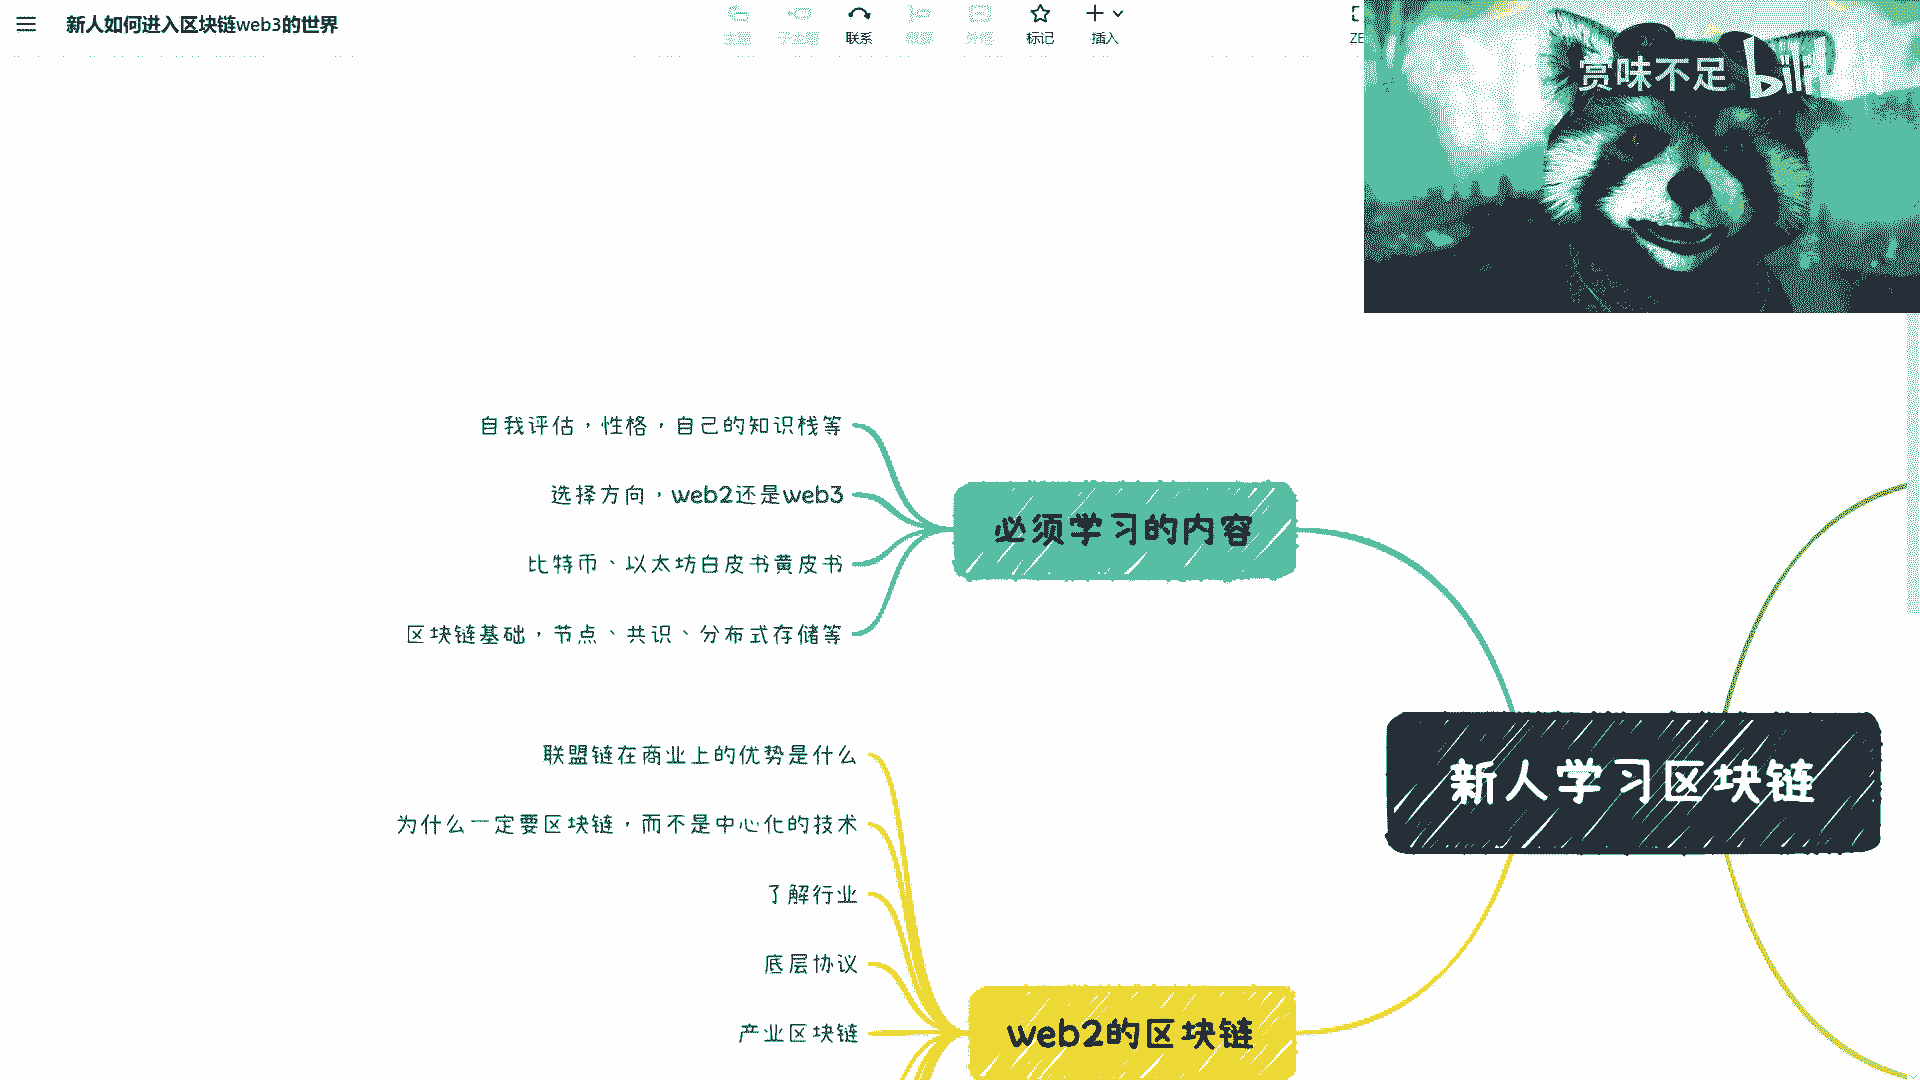 新人如何进入区块链web3的世界
主题
子主题
联系
概要
外框
标记
插入
ZE
赏味不足 bili
自我评估，性格，自己的知识栈等
选择方向，web2还是web3
比特币、以太坊白皮书黄皮书
区块链基础，节点、共识、分布式存储等
必须学习的内容
新人学习区块链
联盟链在商业上的优势是什么
为什么一定要区块链，而不是中心化的技术
了解行业
底层协议
产业区块链
web2的区块链